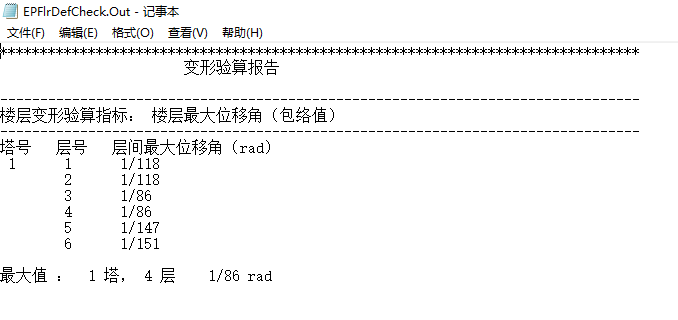 EPFlrDefCheck.Out - 记事本
文件(F) 编辑(E) 格式(O) 查看(V) 帮助(H)
********************************************************************************
变形验算报告
--------------------------------------------------------------------------------
楼层变形验算指标： 楼层最大位移角（包络值）
--------------------------------------------------------------------------------
塔号 层号 层间最大位移角（rad）
1 1 1/118
2 1/118
3 1/86
4 1/86
5 1/147
6 1/151
最大值 ： 1 塔， 4 层 1/86 rad